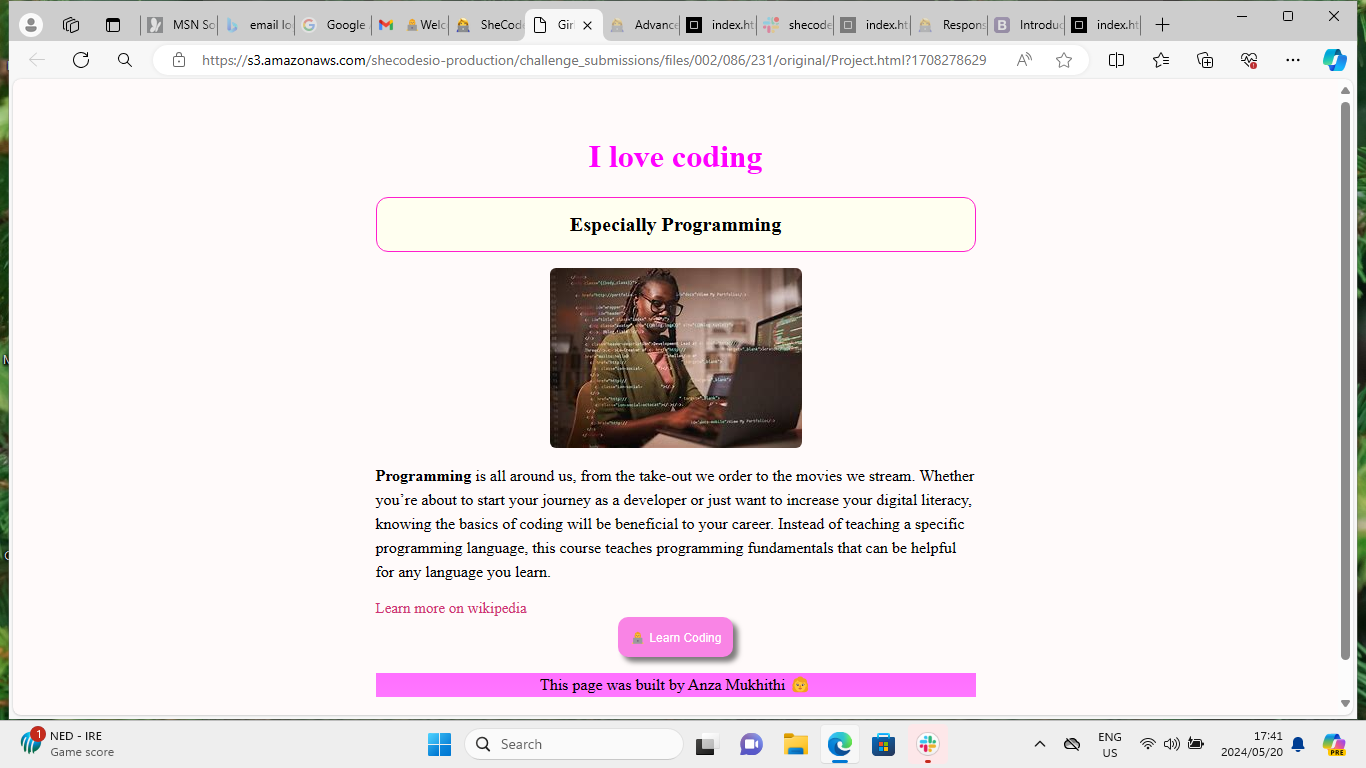 MSN Sc
email lo
Google
Welc
SheCod
Gir
Advance
index.ht
shecode
index.ht
Respons
Introduc
index.ht
https://s3.amazonaws.com/shecodesio-production/challenge_submissions/files/002/086/231/original/Project.html?1708278629
I love coding
Especially Programming
Programming is all around us, from the take-out we order to the movies we stream. Whether
you’re about to start your journey as a developer or just want to increase your digital literacy,
knowing the basics of coding will be beneficial to your career. Instead of teaching a specific
programming language, this course teaches programming fundamentals that can be helpful
for any language you learn.
Learn more on wikipedia
Learn Coding
This page was built by Anza Mukhithi
1
NED - IRE
Game score
Search
ENG
US
17:41
2024/05/20
PRE